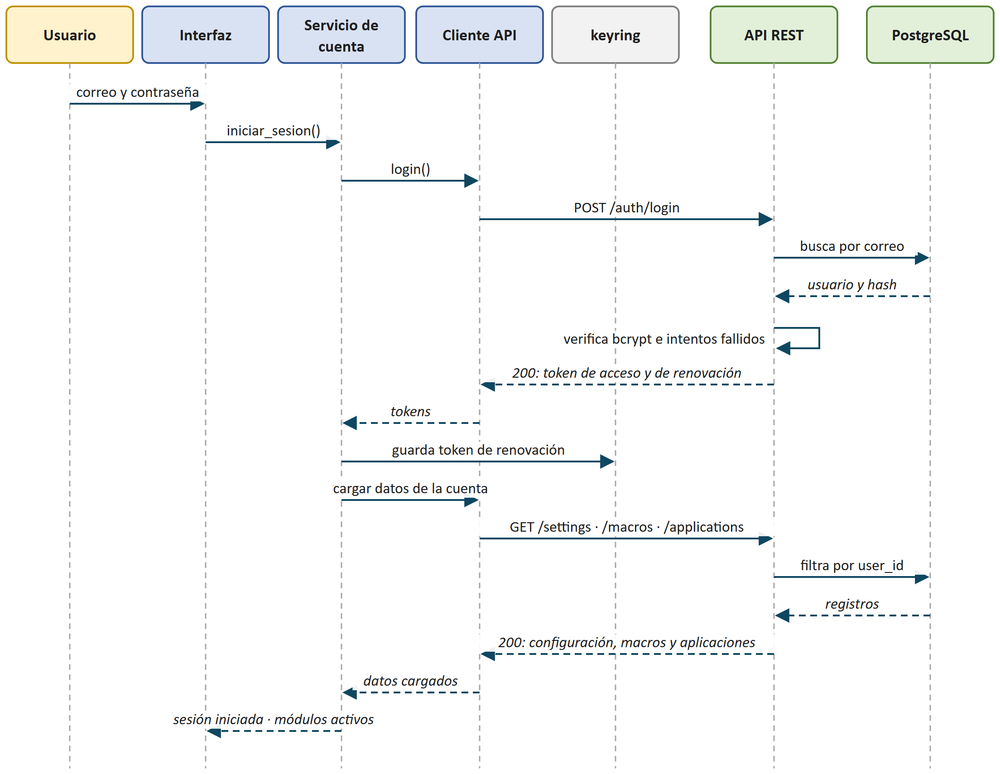 Usuario
Interfaz
Servicio de
cuenta
Cliente API
keyring
API REST
PostgreSQL
correo y contraseña
iniciar_sesion()
login()
POST /auth/login
busca por correo
usuario y hash
verifica bcrypt e intentos fallidos
200: token de acceso y de renovación
tokens
guarda token de renovación
cargar datos de la cuenta
GET /settings · /macros · /applications
filtra por user_id
registros
200: configuración, macros y aplicaciones
datos cargados
sesión iniciada · módulos activos